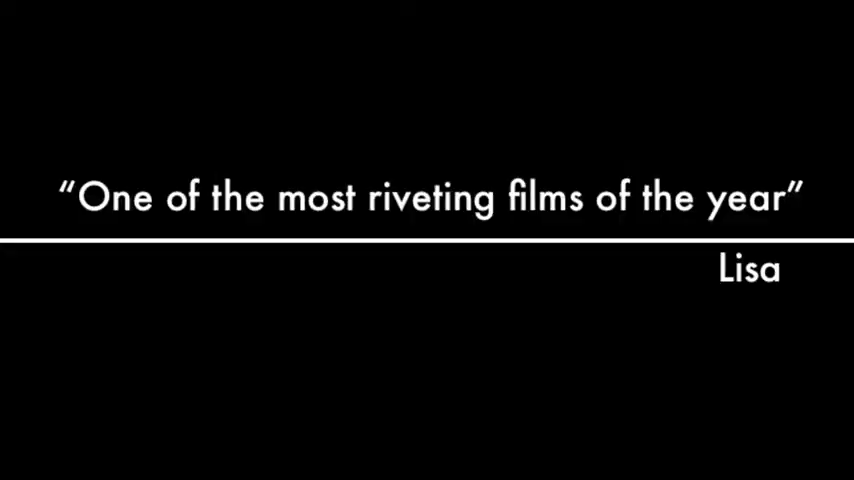 “One of the most riveting films of the year”
Lisa